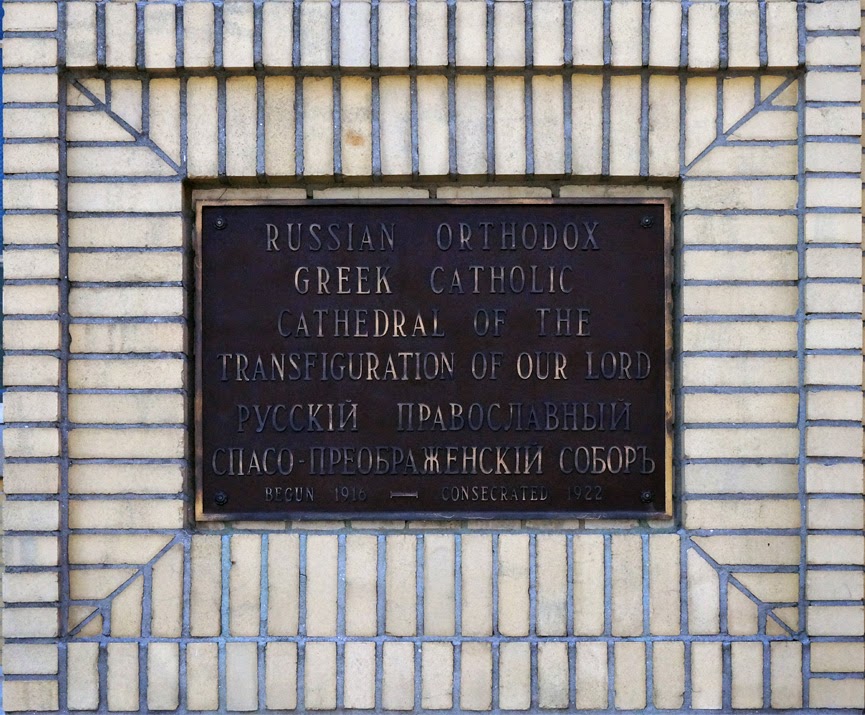 RUSSIAN ORTHODOX
GREEK CATHOLIC
CATHEDRAL OF THE
TRANSFIGURATION OF OUR LORD
РУССКІЙ ПРАВОСЛАВНЫЙ
СПАСО-ПРЕОБРАЖЕНСКІЙ СОБОРЪ
BEGUN 1916 — CONSECRATED 1922